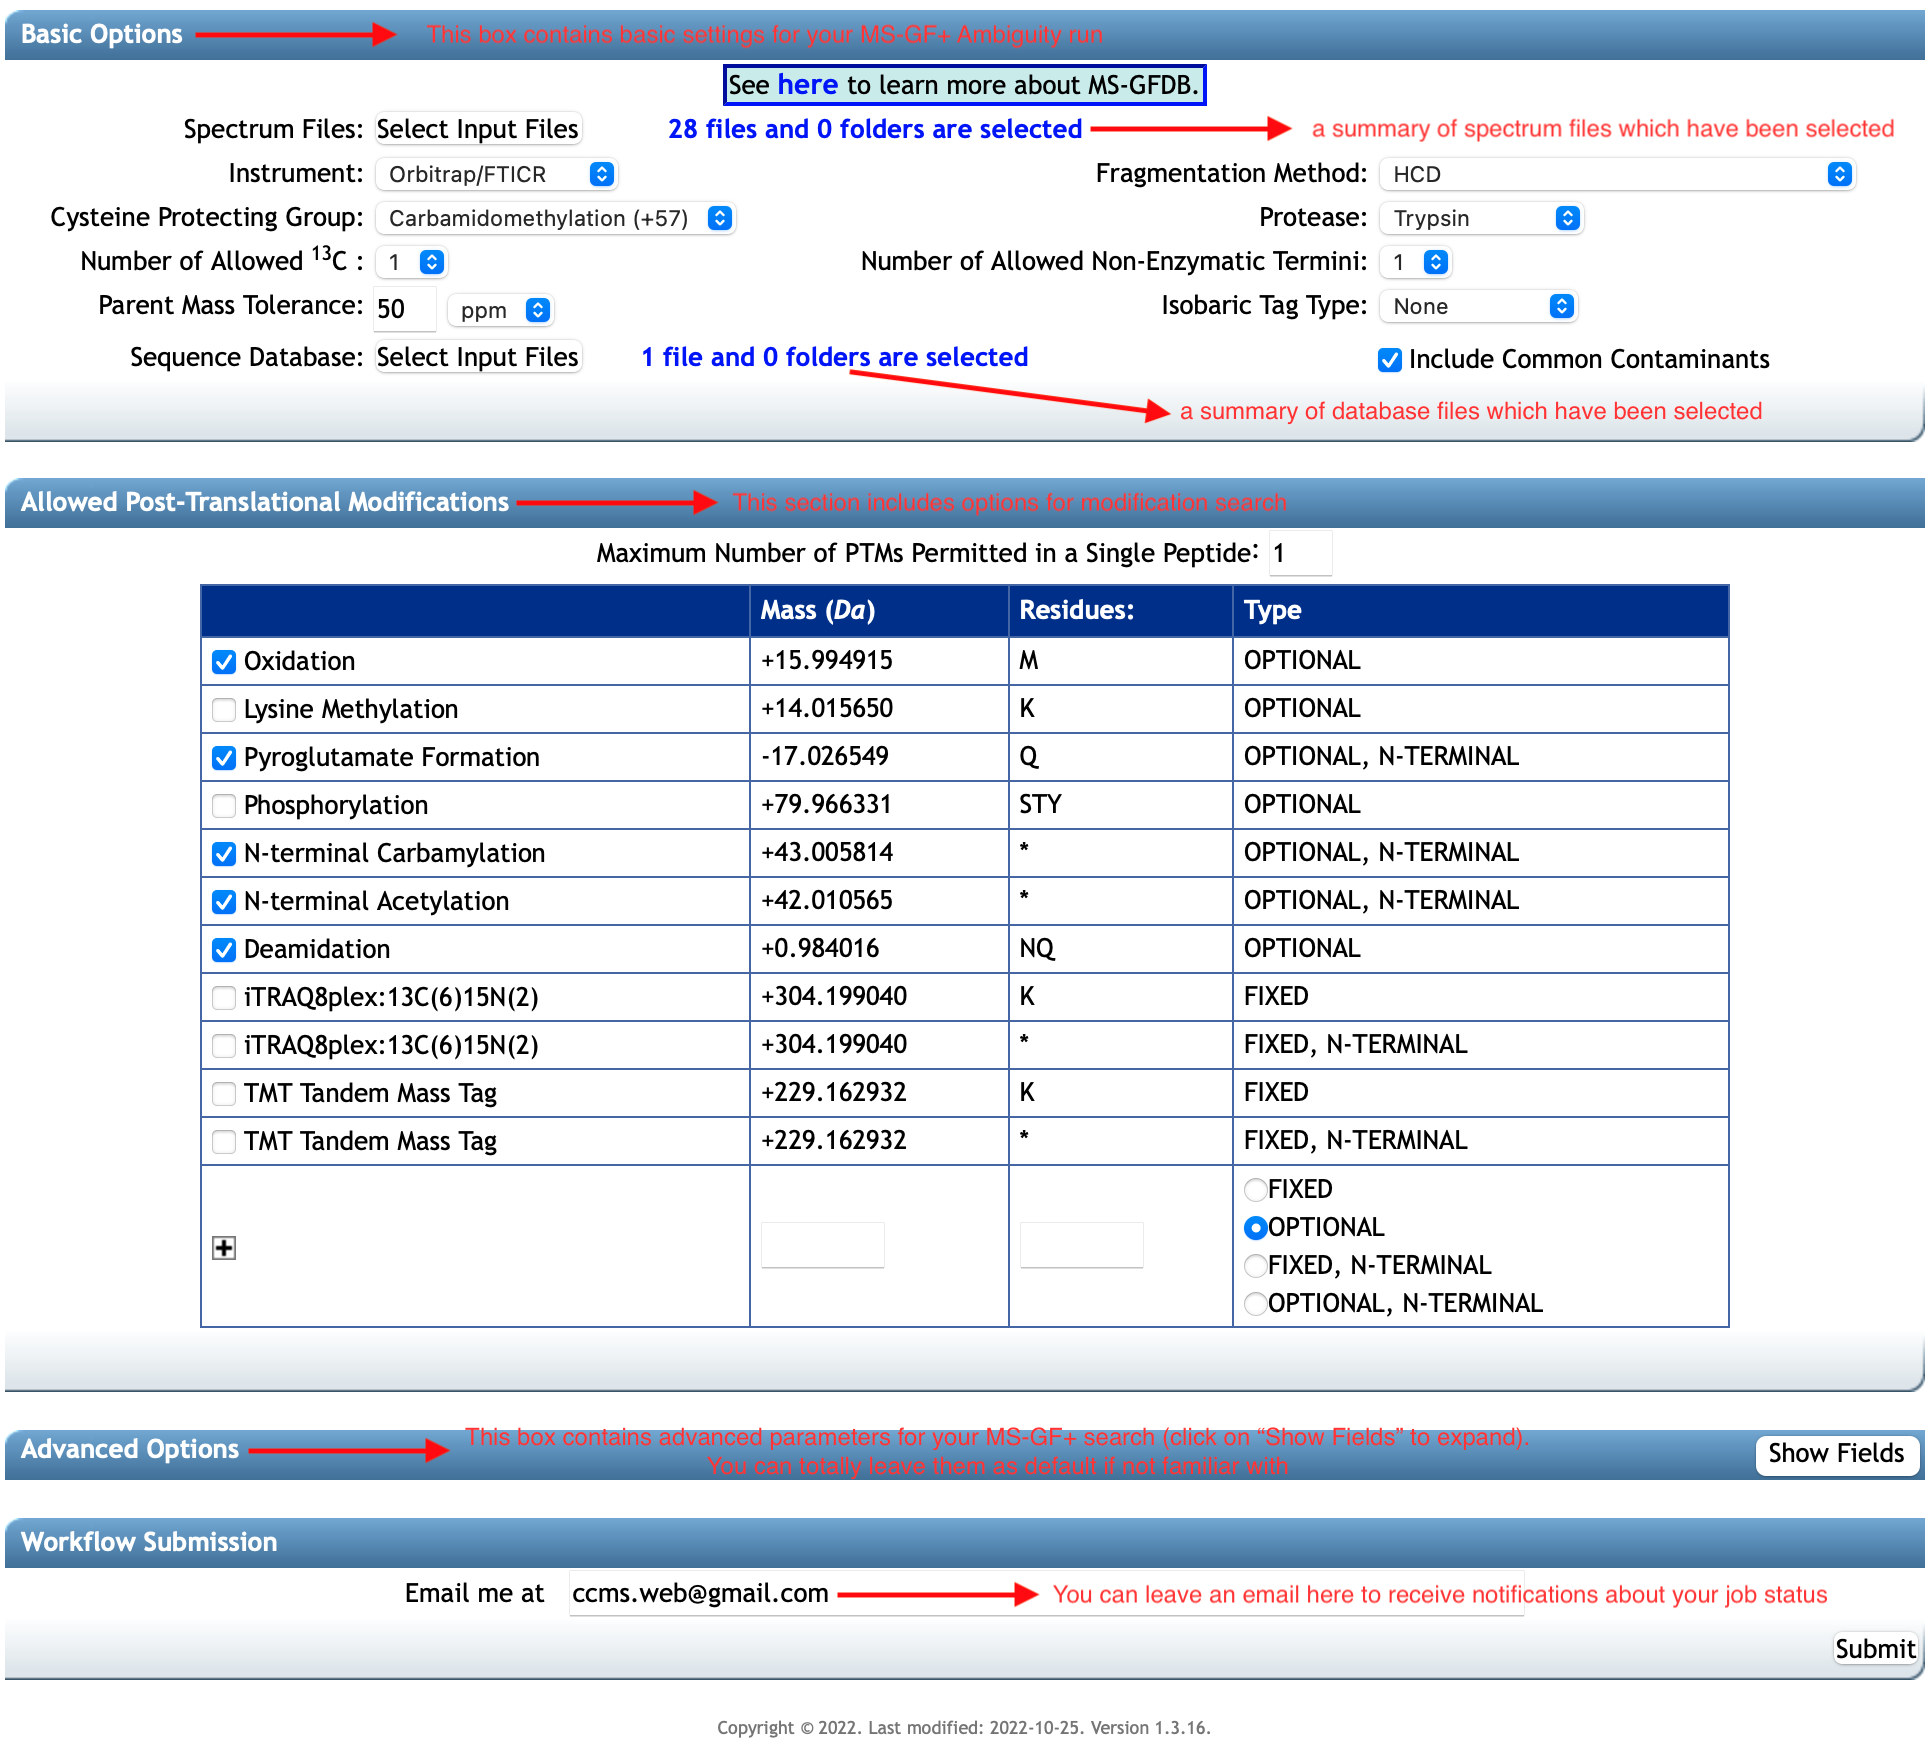 Basic Options This box contains basic settings for your MS-GF+ Ambiguity run
See here to learn more about MS-GFDB.
Spectrum Files: Select Input Files 28 files and 0 folders are selected a summary of spectrum files which have been selected
Instrument: Orbitrap/FTICR Fragmentation Method: HCD
Cysteine Protecting Group: Carbamidomethylation (+57) Protease: Trypsin
Number of Allowed 13C : 1 Number of Allowed Non-Enzymatic Termini: 1
Parent Mass Tolerance: 50 ppm Isobaric Tag Type: None
Sequence Database: Select Input Files 1 file and 0 folders are selected Include Common Contaminants
a summary of database files which have been selected
Allowed Post-Translational Modifications This section includes options for modification search
Maximum Number of PTMs Permitted in a Single Peptide: 1
Mass (Da) Residues: Type
Oxidation +15.994915 M OPTIONAL
Lysine Methylation +14.015650 K OPTIONAL
Pyroglutamate Formation -17.026549 Q OPTIONAL, N-TERMINAL
Phosphorylation +79.966331 STY OPTIONAL
N-terminal Carbamylation +43.005814 * OPTIONAL, N-TERMINAL
N-terminal Acetylation +42.010565 * OPTIONAL, N-TERMINAL
Deamidation +0.984016 NQ OPTIONAL
iTRAQ8plex:13C(6)15N(2) +304.199040 K FIXED
iTRAQ8plex:13C(6)15N(2) +304.199040 * FIXED, N-TERMINAL
TMT Tandem Mass Tag +229.162932 K FIXED
TMT Tandem Mass Tag +229.162932 * FIXED, N-TERMINAL
FIXED
OPTIONAL
FIXED, N-TERMINAL
OPTIONAL, N-TERMINAL
This box contains advanced parameters for your MS-GF+ search (click on “Show Fields” to expand).
Advanced Options Show Fields
You can totally leave them as default if not familiar with
Workflow Submission
Email me at ccms.web@gmail.com You can leave an email here to receive notifications about your job status
Submit
Copyright © 2022. Last modified: 2022-10-25. Version 1.3.16.